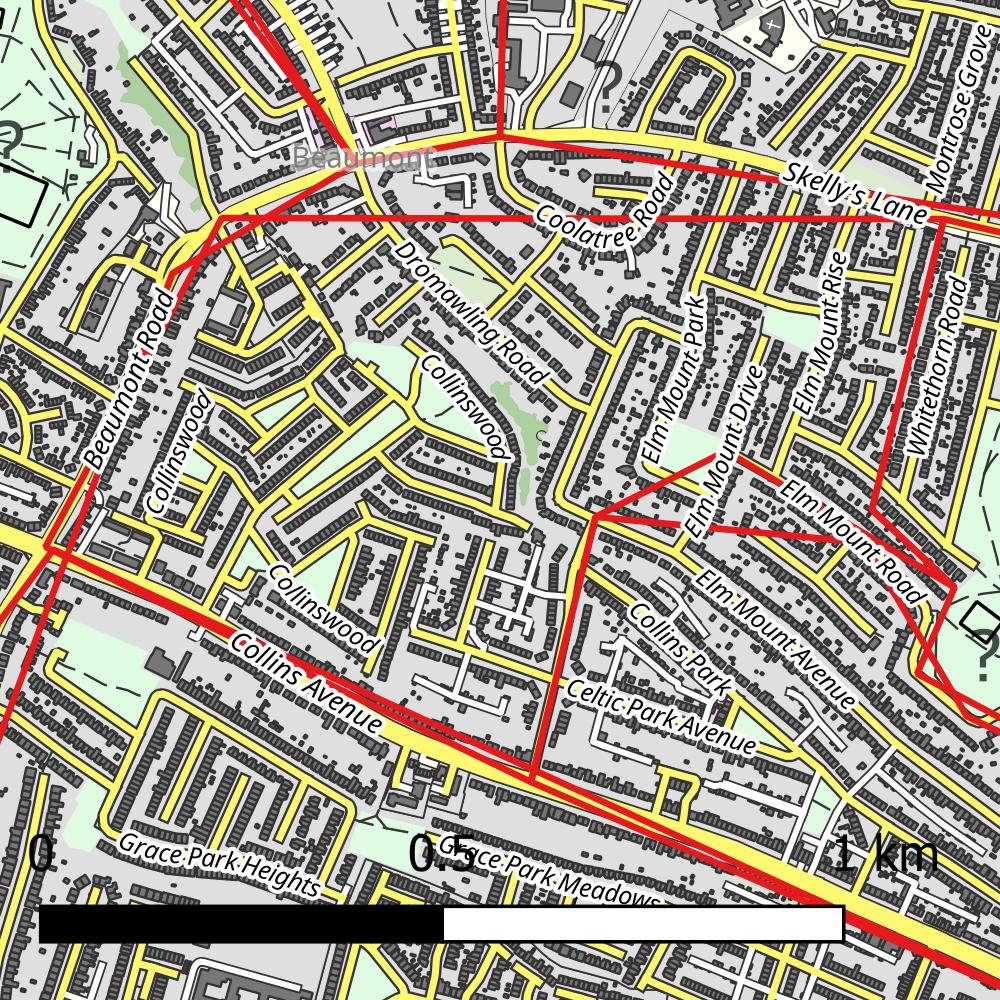 ?
?
Montrose Grove
Beaumont
Skelly's Lane
Coolatree Road
Dromawling Road
Elm Mount Rise
Elm Mount Park
Whitethorn Road
Beaumont Road
Collinswood
Collinswood
Elm Mount Drive
Elm Mount Road
Collinswood
Elm Mount Avenue
Collins Park
?
Collins Avenue
Celtic Park Avenue
Grace Park Heights
Grace Park Meadows
0
0.5
1 km